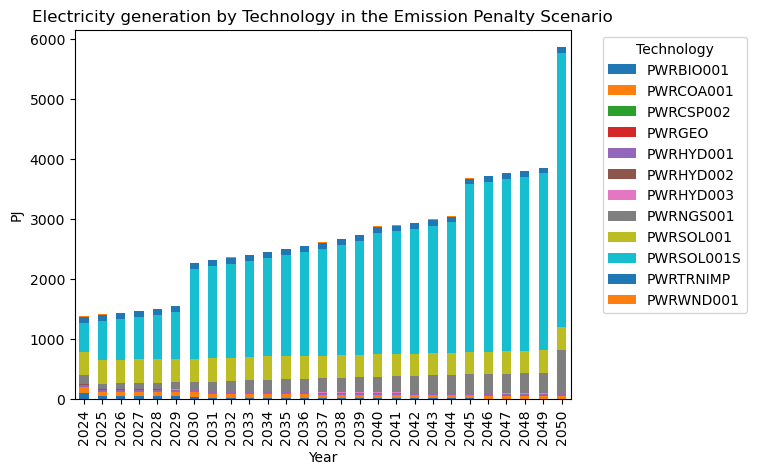 Electricity generation by Technology in the Emission Penalty Scenario
6000
5000
4000
3000
2000
1000
0
PJ
2024
2025
2026
2027
2028
2029
2030
2031
2032
2033
2034
2035
2036
2037
2038
2039
2040
2041
2042
2043
2044
2045
2046
2047
2048
2049
2050
Year
Technology
PWRBIO001
PWRCOA001
PWRCSP002
PWRGEO
PWRHYD001
PWRHYD002
PWRHYD003
PWRNGS001
PWRSOL001
PWRSOL001S
PWRTRNIMP
PWRWND001